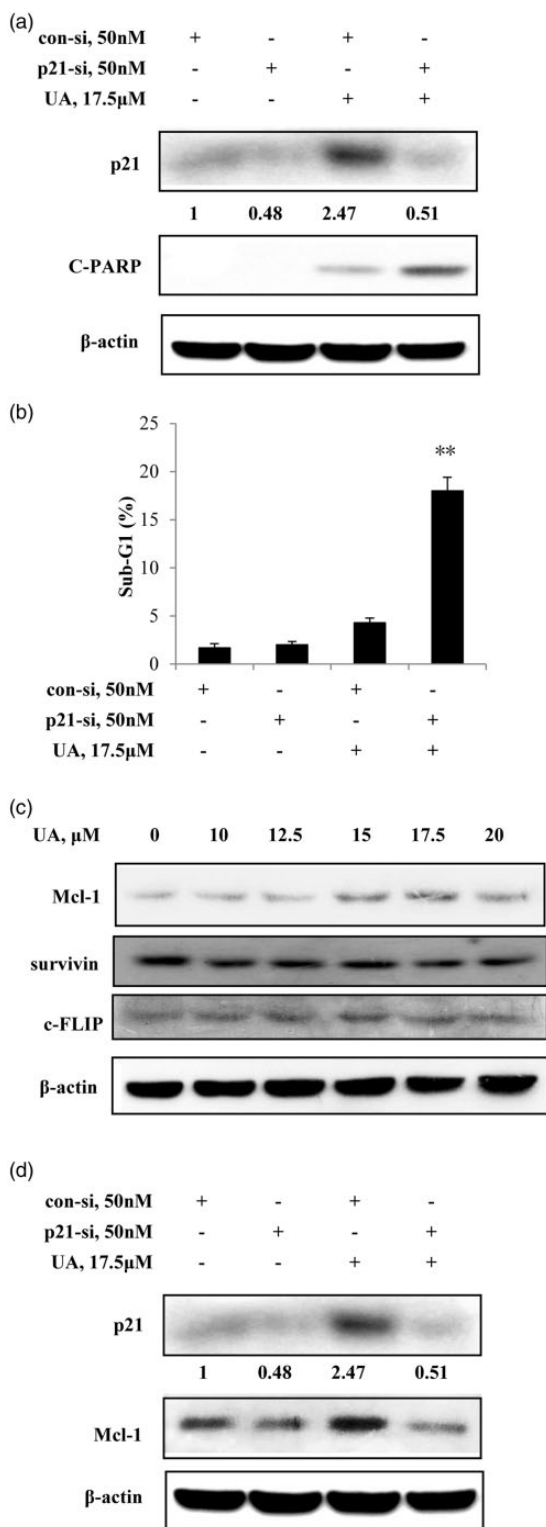 (a)
con-si, 50nM + - + -
p21-si, 50nM - + - +
UA, 17.5μM - - + +
p21
1 0.48 2.47 0.51
C-PARP
β-actin
(b)
25
20
15
10
5
0
Sub-G1 (%)
**
con-si, 50nM + - + -
p21-si, 50nM - + - +
UA, 17.5μM - - + +
(c)
UA, μM 0 10 12.5 15 17.5 20
Mcl-1
survivin
c-FLIP
β-actin
(d)
con-si, 50nM + - + -
p21-si, 50nM - + - +
UA, 17.5μM - - + +
p21
1 0.48 2.47 0.51
Mcl-1
β-actin